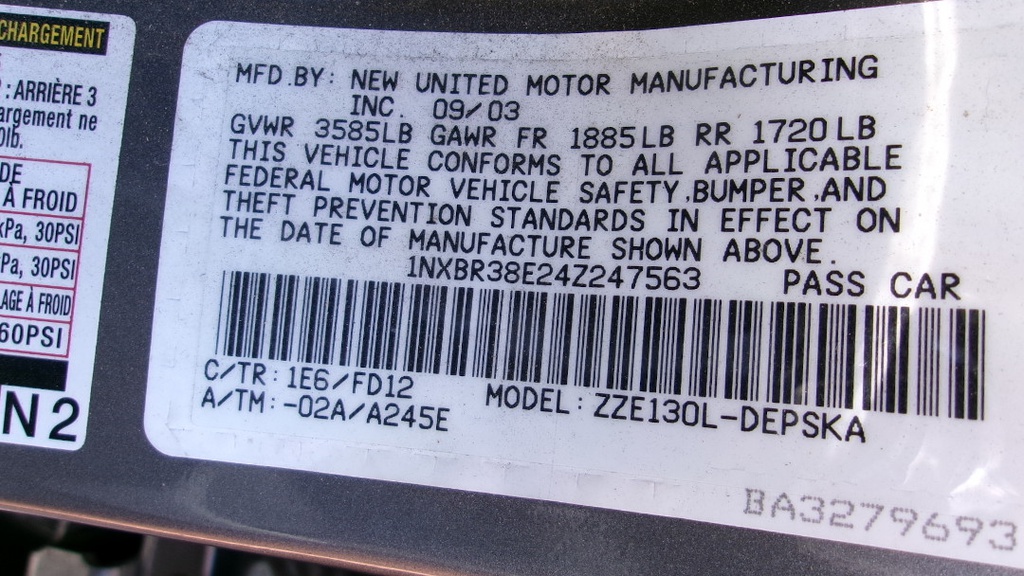 CHARGEMENT
: ARRIÈRE 3
argement ne
DE
À FROID
kPa, 30PSI
Pa, 30PSI
AGE À FROID
60PSI
N2
MFD.BY: NEW UNITED MOTOR MANUFACTURING
INC. 09/03
GVWR 3585LB GAWR FR 1885LB RR 1720LB
THIS VEHICLE CONFORMS TO ALL APPLICABLE
FEDERAL MOTOR VEHICLE SAFETY,BUMPER,AND
THEFT PREVENTION STANDARDS IN EFFECT ON
THE DATE OF MANUFACTURE SHOWN ABOVE.
1NXBR38E24Z247563 PASS CAR
C/TR: 1E6/FD12
A/TM: -02A/A245E MODEL: ZZE130L-DEPSKA
BA3279693